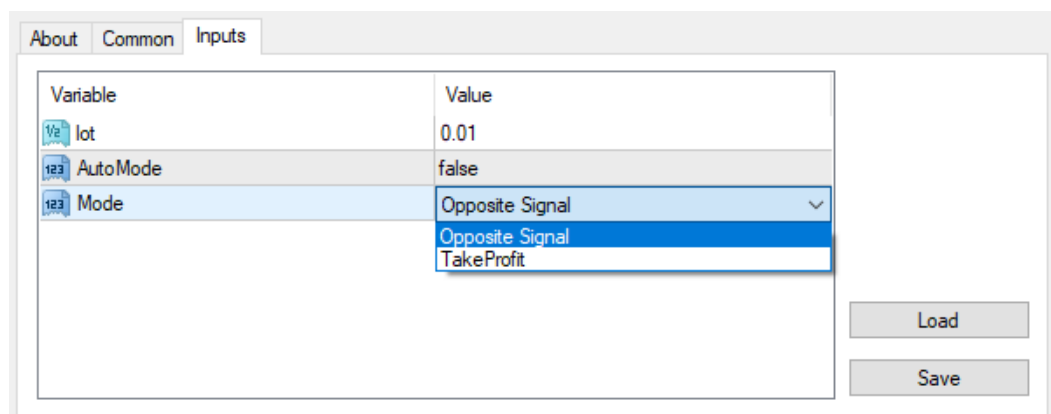 About Common Inputs
Variable Value
lot 0.01
AutoMode false
Mode Opposite Signal
Opposite Signal
TakeProfit
Load
Save